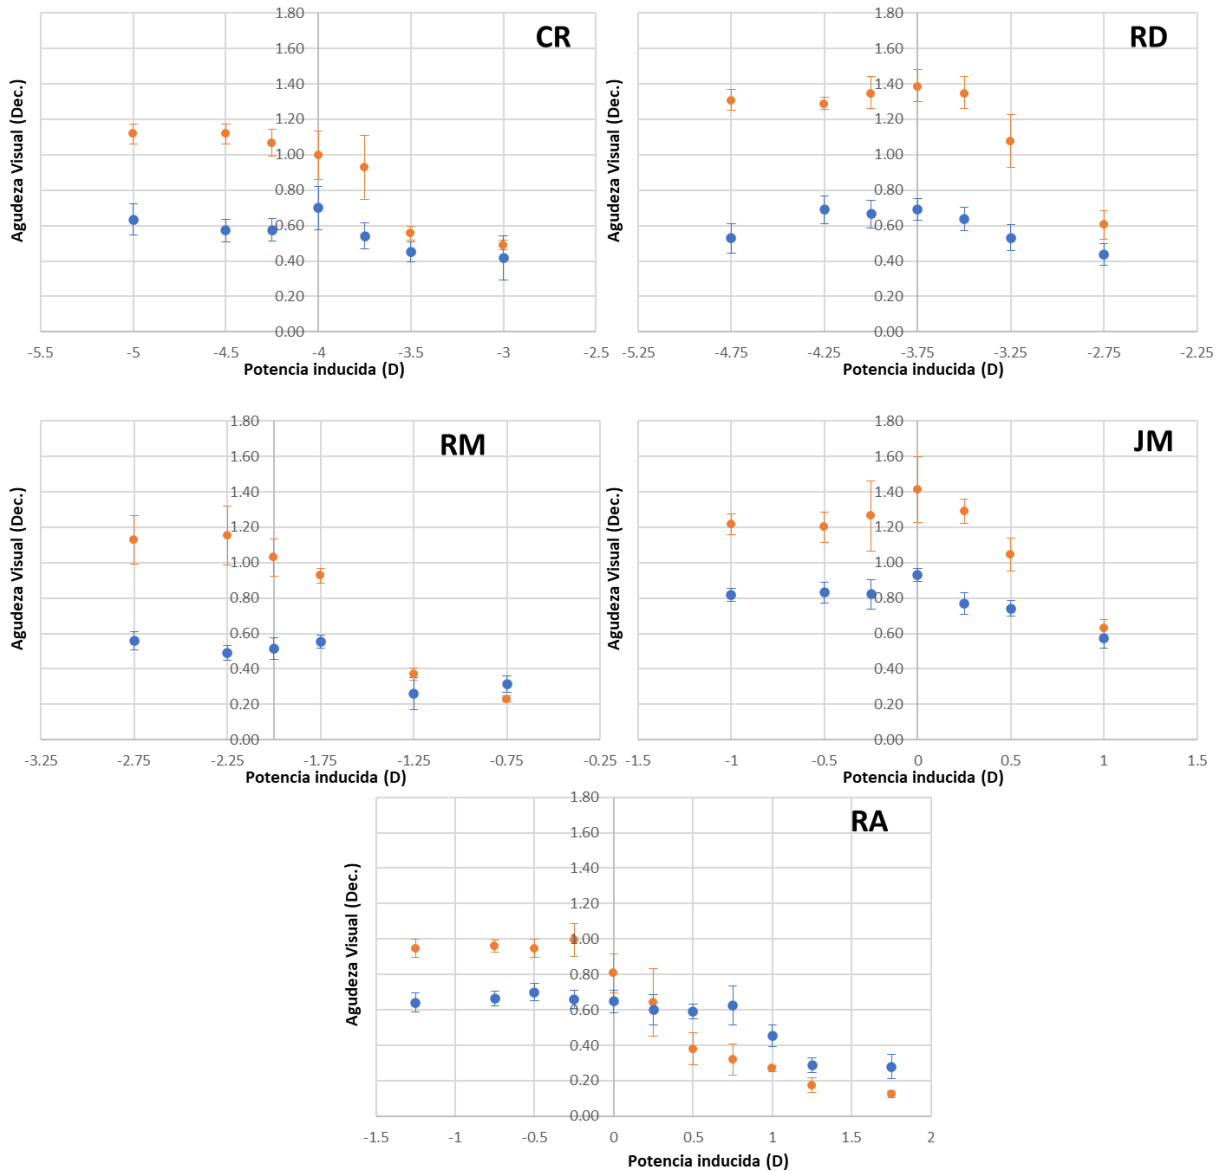 CR
Agudeza Visual (Dec.)
1.80
1.60
1.40
1.20
1.00
0.80
0.60
0.40
0.20
0.00
-5.5 -5 -4.5 -4 -3.5 -3 -2.5
Potencia inducida (D)
RD
Agudeza Visual (Dec.)
1.80
1.60
1.40
1.20
1.00
0.80
0.60
0.40
0.20
0.00
-5.25 -4.75 -4.25 -3.75 -3.25 -2.75 -2.25
Potencia inducida (D)
RM
Agudeza Visual (Dec.)
1.80
1.60
1.40
1.20
1.00
0.80
0.60
0.40
0.20
0.00
-3.25 -2.75 -2.25 -1.75 -1.25 -0.75 -0.25
Potencia inducida (D)
JM
Agudeza Visual (Dec.)
1.80
1.60
1.40
1.20
1.00
0.80
0.60
0.40
0.20
0.00
-1.5 -1 -0.5 0 0.5 1 1.5
Potencia inducida (D)
RA
Agudeza Visual (Dec.)
1.80
1.60
1.40
1.20
1.00
0.80
0.60
0.40
0.20
0.00
-1.5 -1 -0.5 0 0.5 1 1.5 2
Potencia inducida (D)